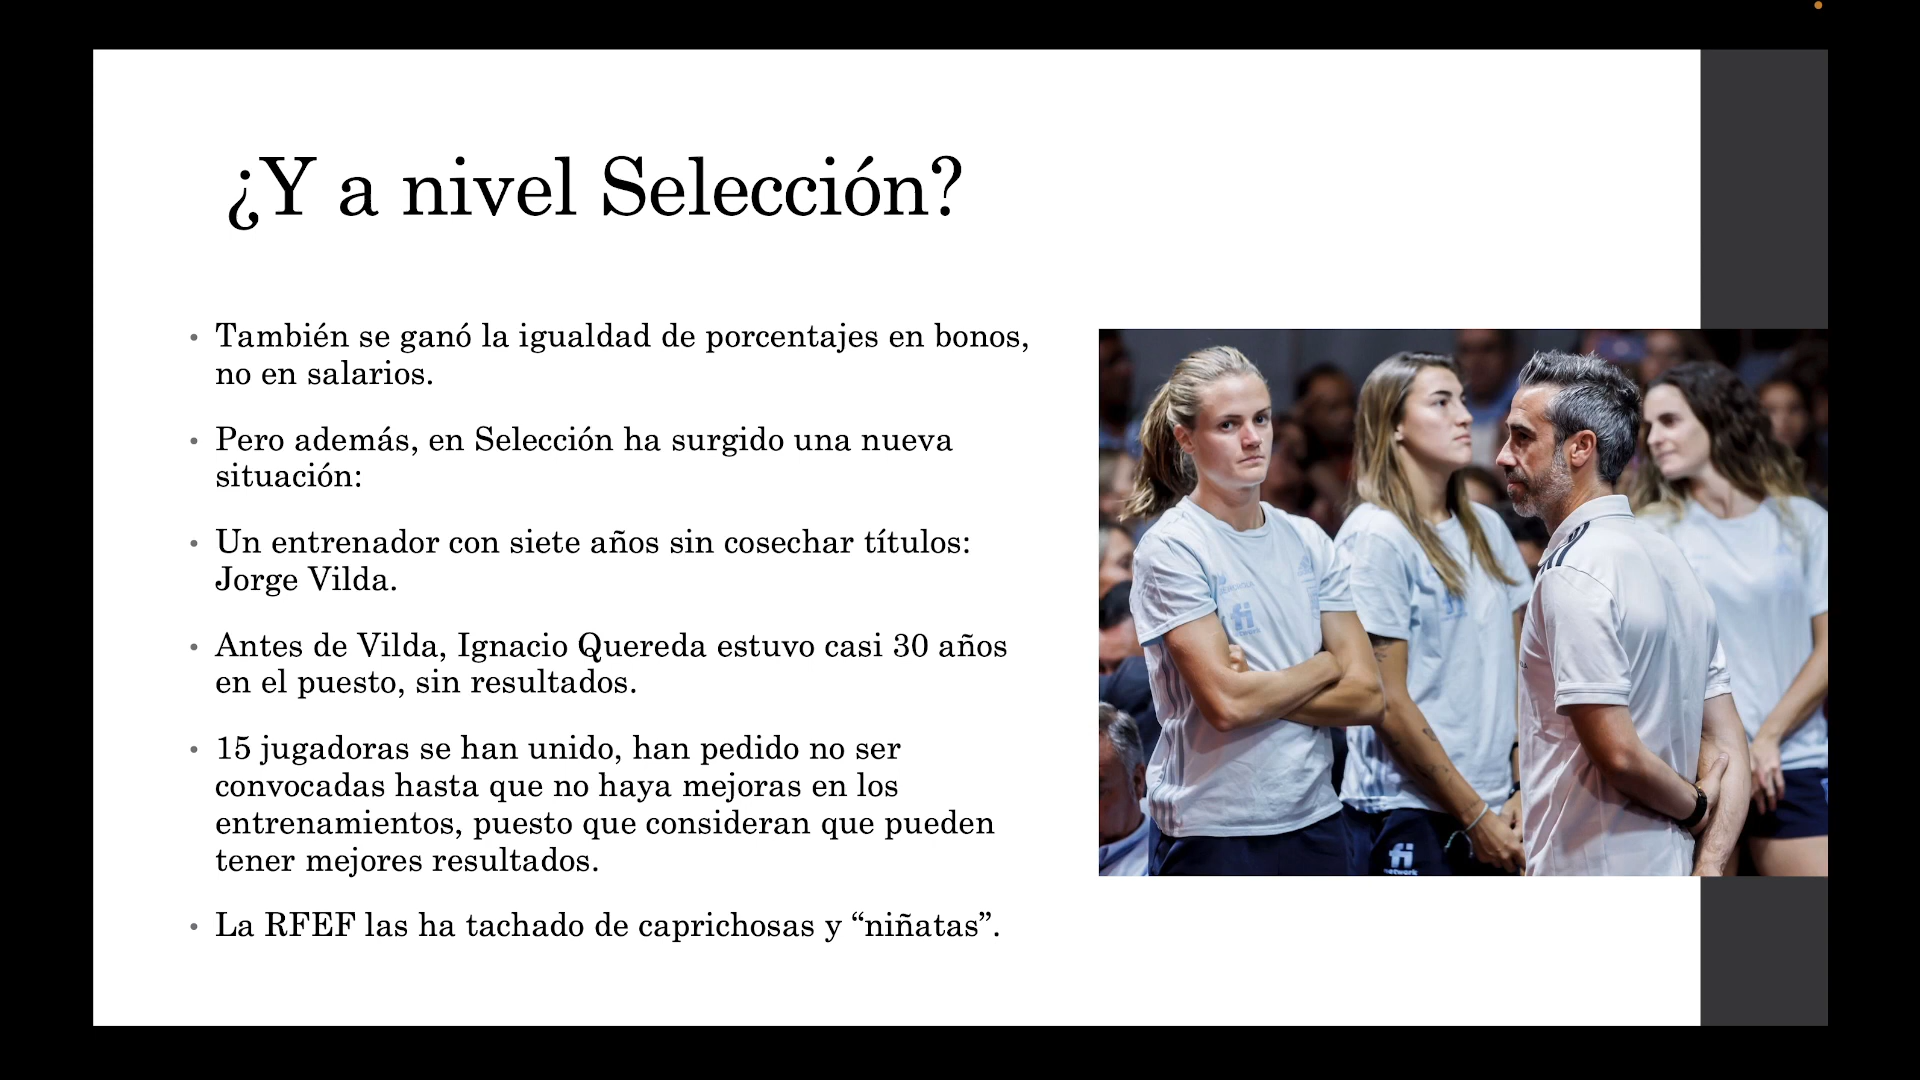 ¿Y a nivel Selección?
• También se ganó la igualdad de porcentajes en bonos,
no en salarios.
• Pero además, en Selección ha surgido una nueva
situación:
• Un entrenador con siete años sin cosechar títulos:
Jorge Vilda.
• Antes de Vilda, Ignacio Quereda estuvo casi 30 años
en el puesto, sin resultados.
• 15 jugadoras se han unido, han pedido no ser
convocadas hasta que no haya mejoras en los
entrenamientos, puesto que consideran que pueden
tener mejores resultados.
• La RFEF las ha tachado de caprichosas y “niñatas”.
fi
network